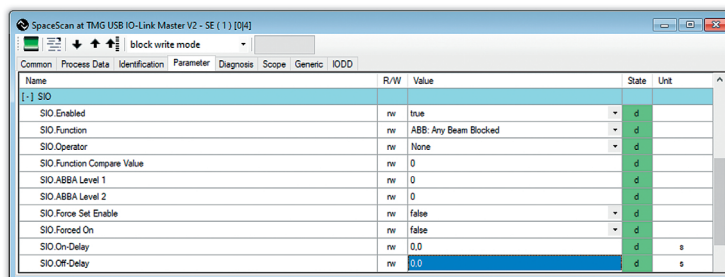 SpaceScan at TMG USB IO-Link Master V2 - SE ( 1 ) [0|4]
block write mode
Common Process Data Identification Parameter Diagnosis Scope Generic IODD
Name R/W Value State Unit
[-] SIO
SIO.Enabled rw true d
SIO.Function rw ABB: Any Beam Blocked d
SIO.Operator rw None d
SIO.Function Compare Value rw 0 d
SIO.ABBA Level 1 rw 0 d
SIO.ABBA Level 2 rw 0 d
SIO.Force Set Enable rw false d
SIO.Forced On rw false d
SIO.On-Delay rw 0,0 d s
SIO.Off-Delay rw 0,0 d s